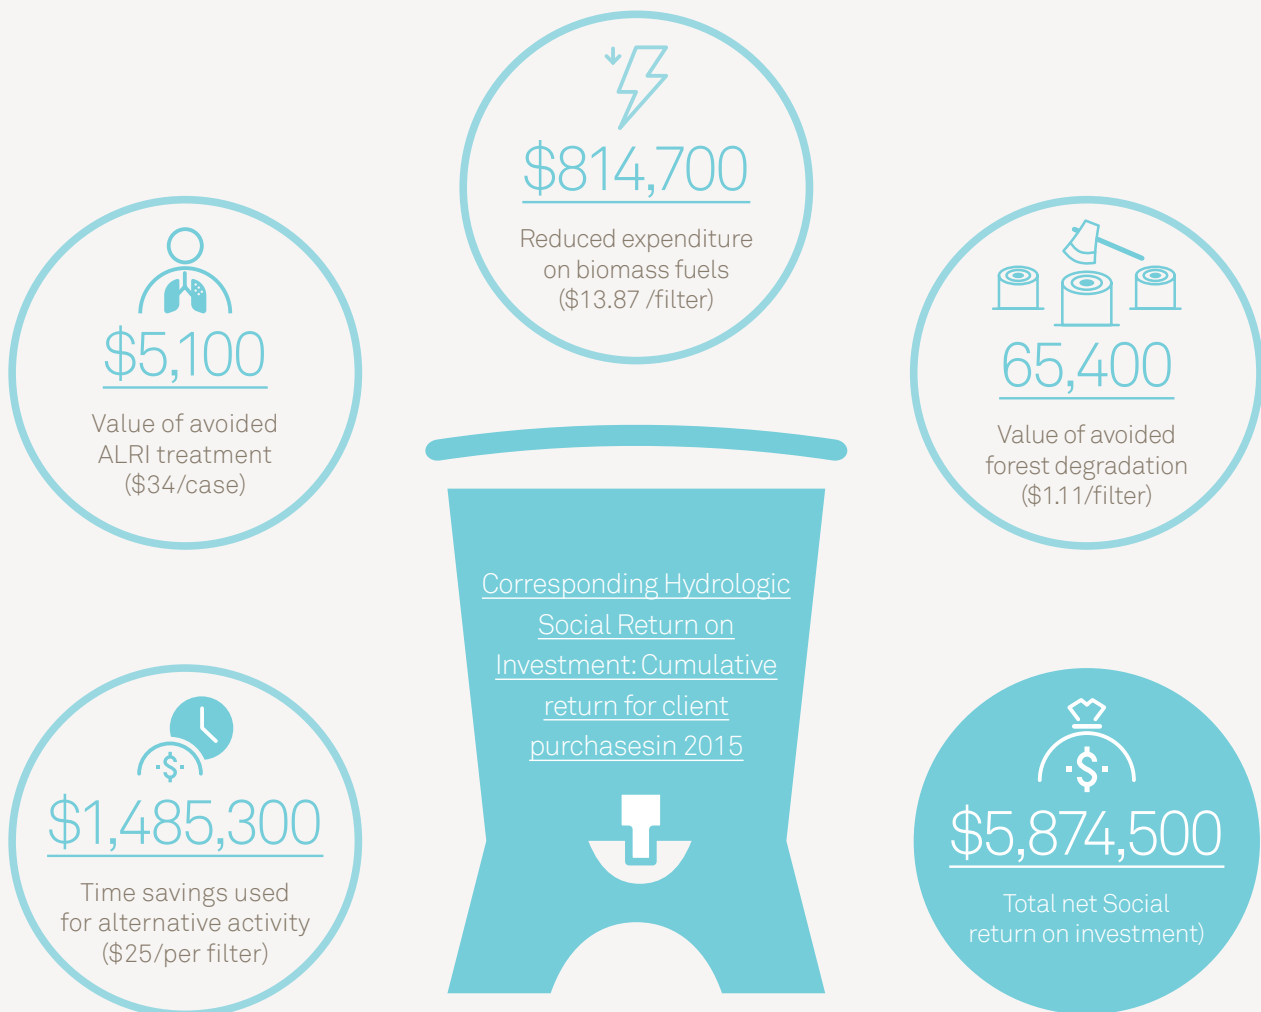 $814,700
Reduced expenditure
on biomass fuels
($13.87 /filter)
$5,100
Value of avoided
ALRI treatment
($34/case)
65,400
Value of avoided
forest degradation
($1.11/filter)
Corresponding Hydrologic
Social Return on
Investment: Cumulative
return for client
purchasesin 2015
$1,485,300
Time savings used
for alternative activity
($25/per filter)
$5,874,500
Total net Social
return on investment)